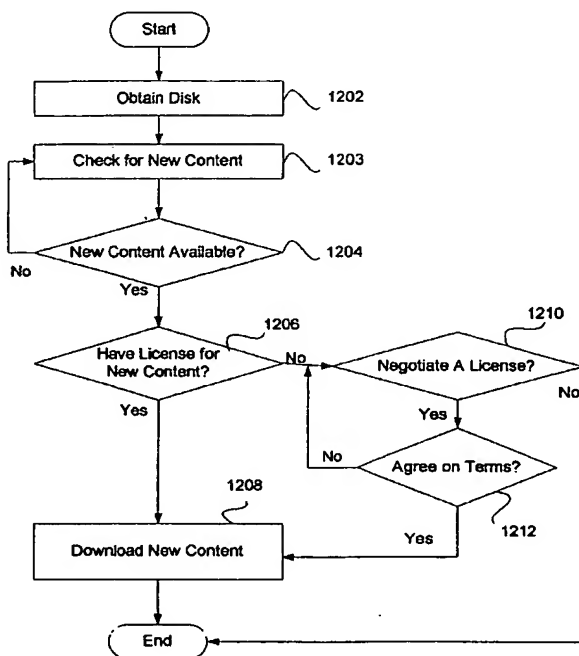 Start
Obtain Disk
1202
Check for New Content
1203
New Content Available?
1204
No
Yes
1206
1210
Have License for
New Content?
No
Negotiate A License?
No
Yes
Yes
No
Agree on Terms?
1208
1212
Download New Content
Yes
End